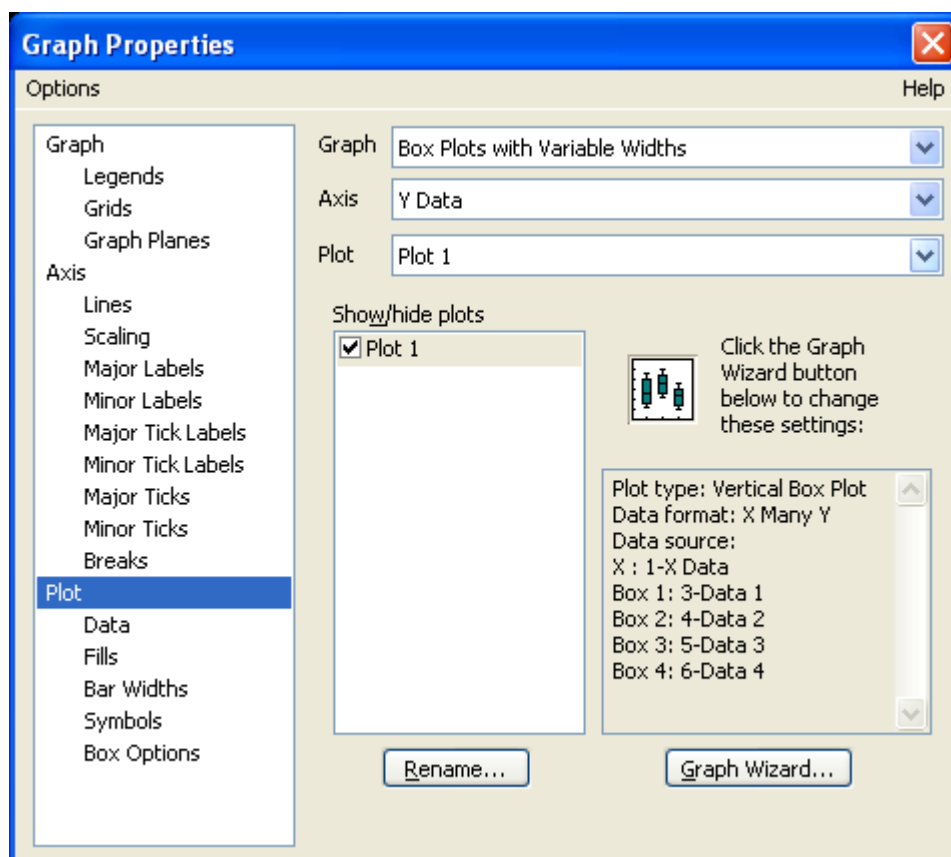 Graph Properties
Options
Help
Graph
Legends
Grids
Graph Planes
Axis
Lines
Scaling
Major Labels
Minor Labels
Major Tick Labels
Minor Tick Labels
Major Ticks
Minor Ticks
Breaks
Plot
Data
Fills
Bar Widths
Symbols
Box Options
Graph Box Plots with Variable Widths
Axis Y Data
Plot Plot 1
Show/hide plots
Plot 1
Click the Graph
Wizard button
below to change
these settings:
Plot type: Vertical Box Plot
Data format: X Many Y
Data source:
X : 1-X Data
Box 1: 3-Data 1
Box 2: 4-Data 2
Box 3: 5-Data 3
Box 4: 6-Data 4
Rename...
Graph Wizard...